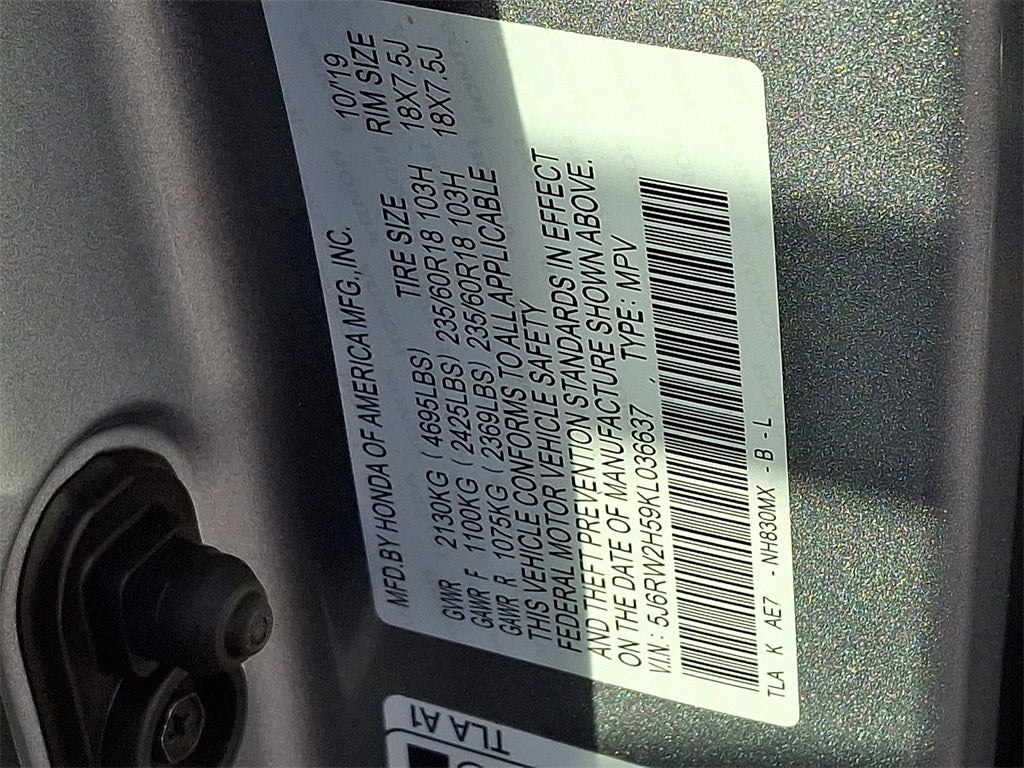 MFD.BY HONDA OF AMERICA MFG.,INC. 10/'19
TIRE SIZE RIM SIZE
GVWR 2130KG ( 4695LBS)
GAWR F 1100KG ( 2425LBS) 235/60R18 103H 18X7.5J
GAWR R 1075KG ( 2369LBS) 235/60R18 103H 18X7.5J
THIS VEHICLE CONFORMS TO ALL APPLICABLE
FEDERAL MOTOR VEHICLE SAFETY
AND THEFT PREVENTION STANDARDS IN EFFECT
ON THE DATE OF MANUFACTURE SHOWN ABOVE.
V.I.N.: 5J6RW2H59KL036637 TYPE: MPV
TLA K AE7 - NH830MX - B - L
TLA A1